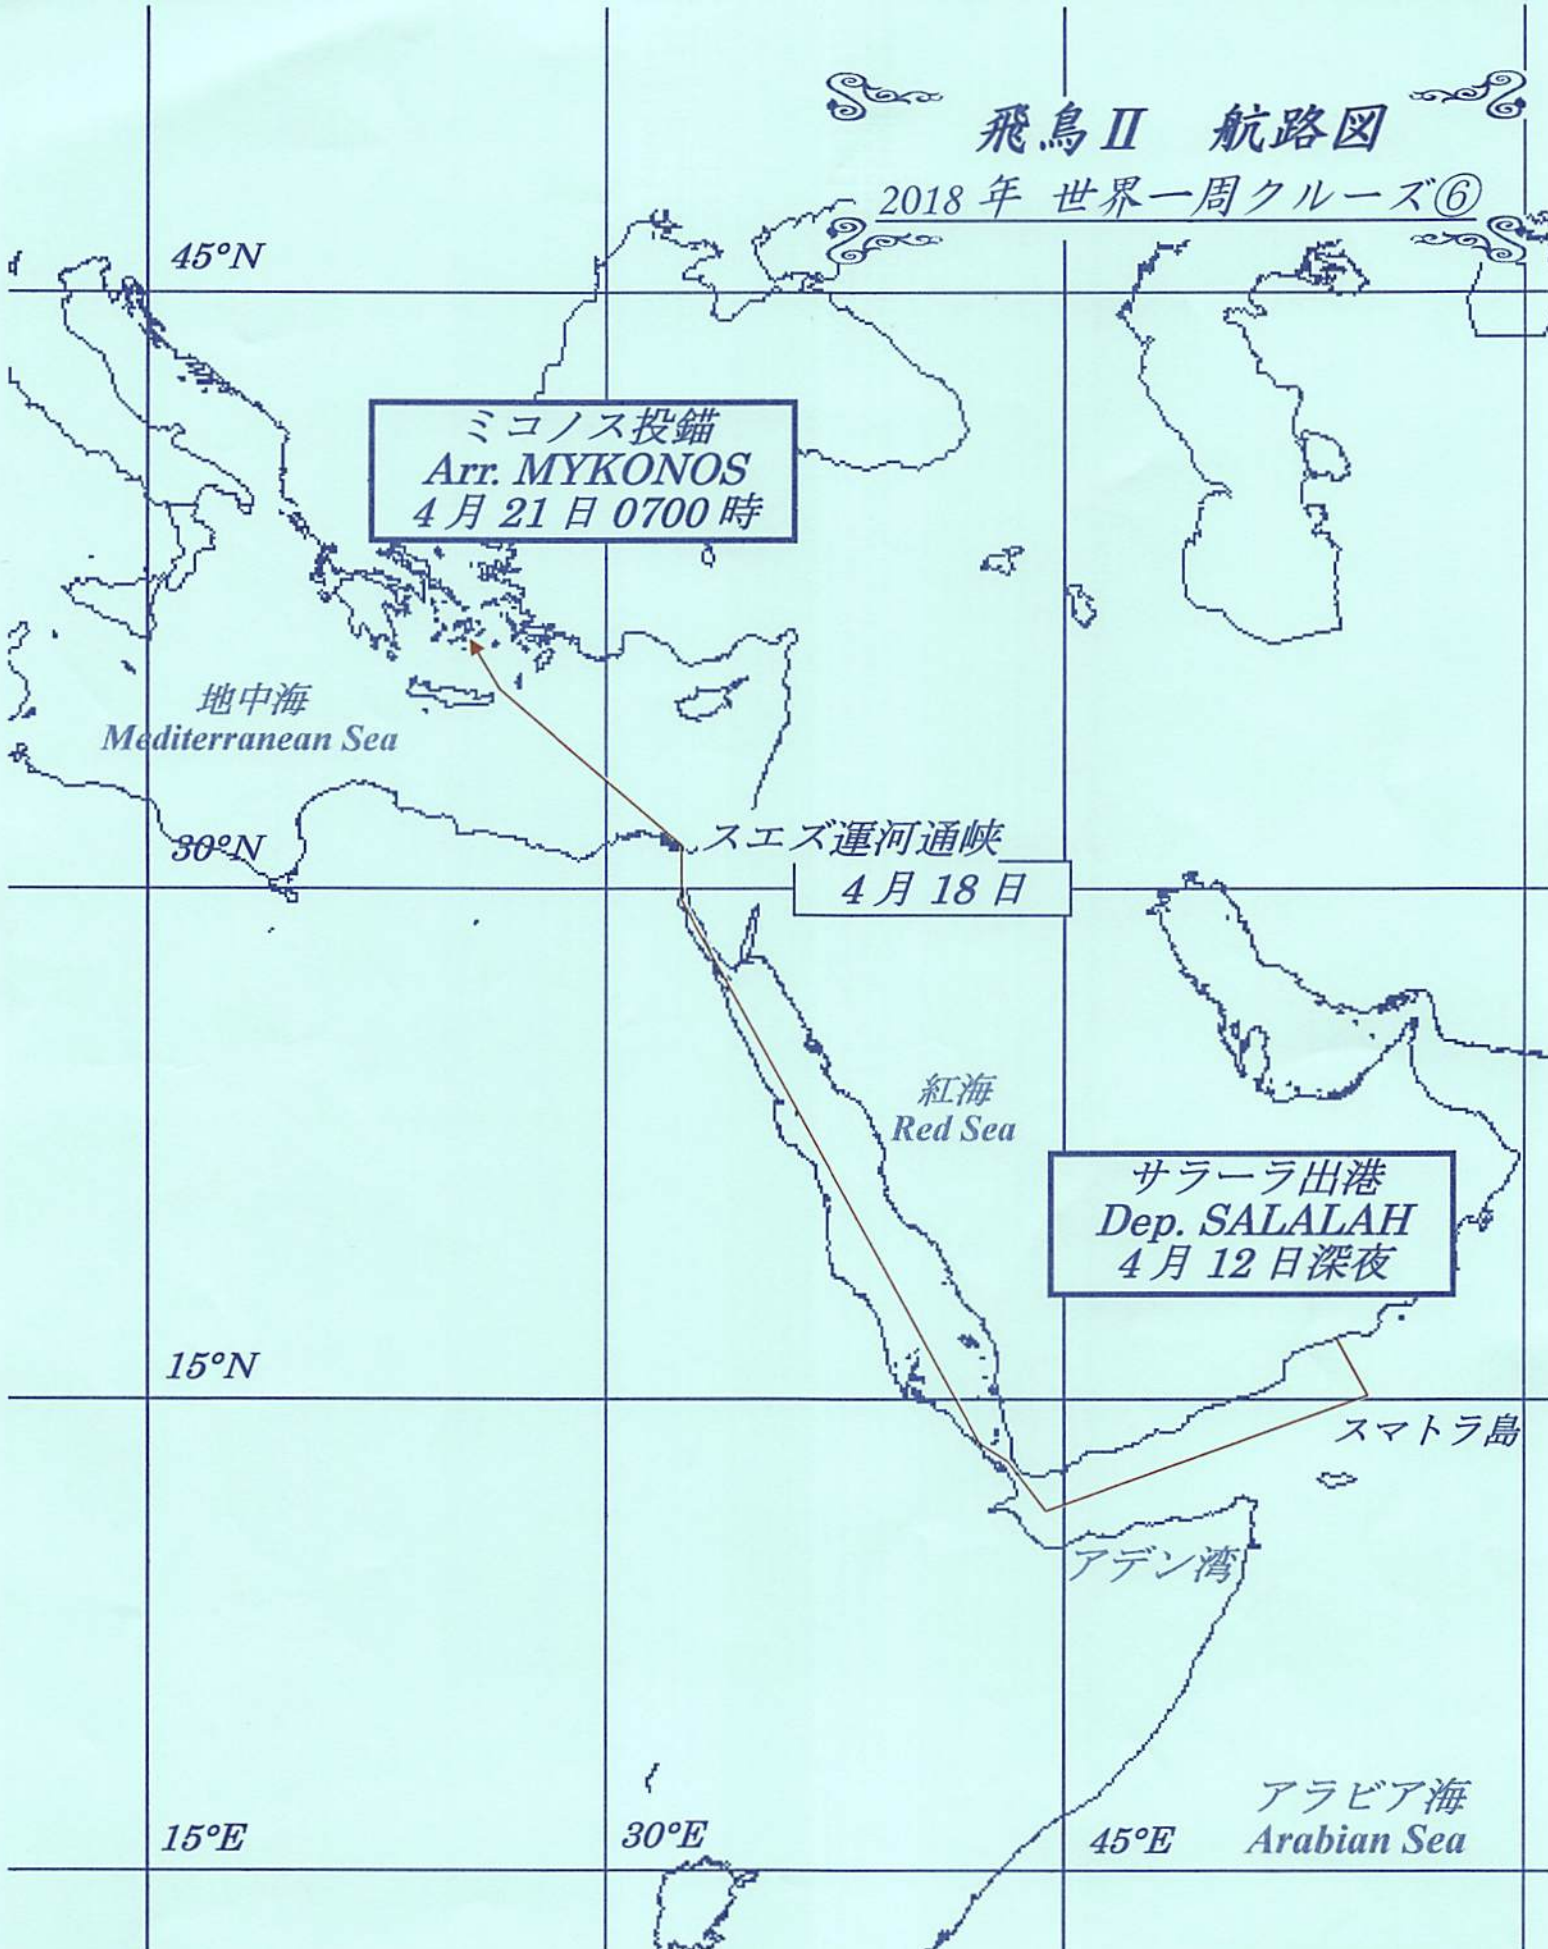 飛鳥Ⅱ 航路図
2018年 世界一周クルーズ⑥
45°N
ミコノス投錨
Arr. MYKONOS
4月21日0700時
地中海
Mediterranean Sea
スエズ運河通峡
30°N
4月18日
紅海
Red Sea
サラーラ出港
Dep. SALALAH
4月12日深夜
15°N
スマトラ島
アデン湾
アラビア海
Arabian Sea
15°E
30°E
45°E